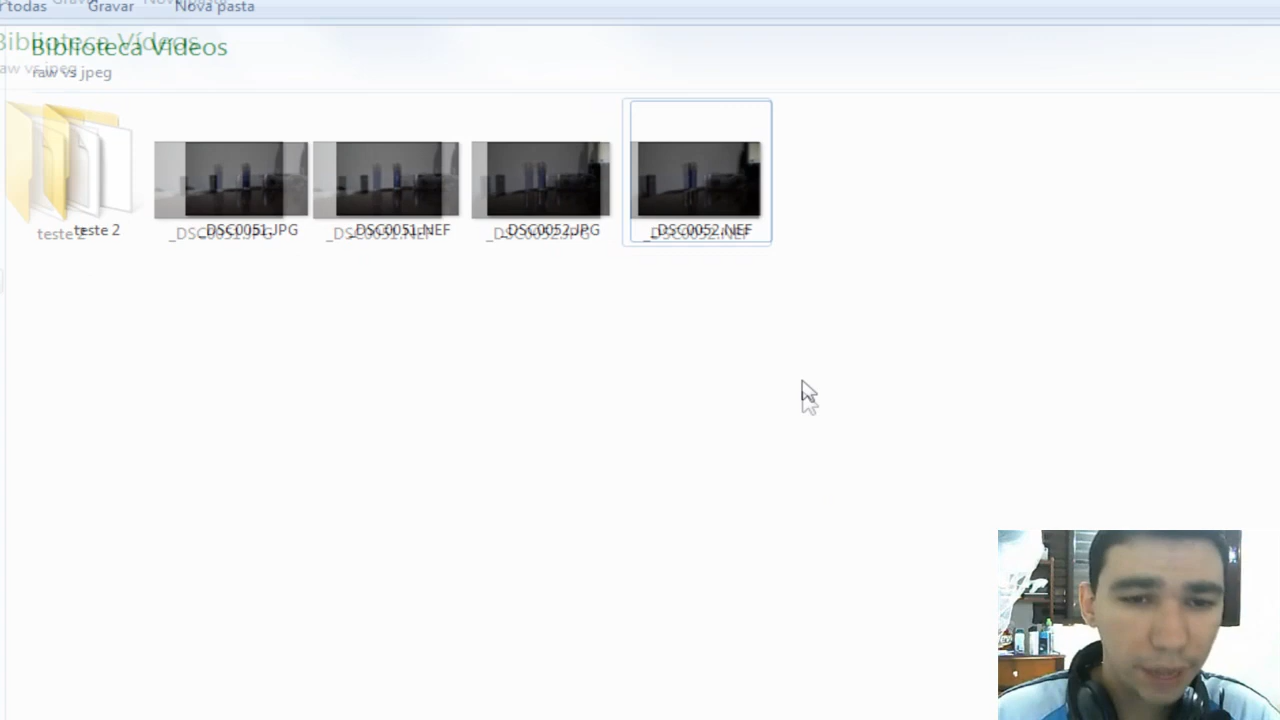 r todas Gravar Nova pasta
Biblioteca Vídeos
raw vs jpeg
teste 2 _DSC0051.JPG _DSC0051.NEF _DSC0052.JPG _DSC0052.NEF